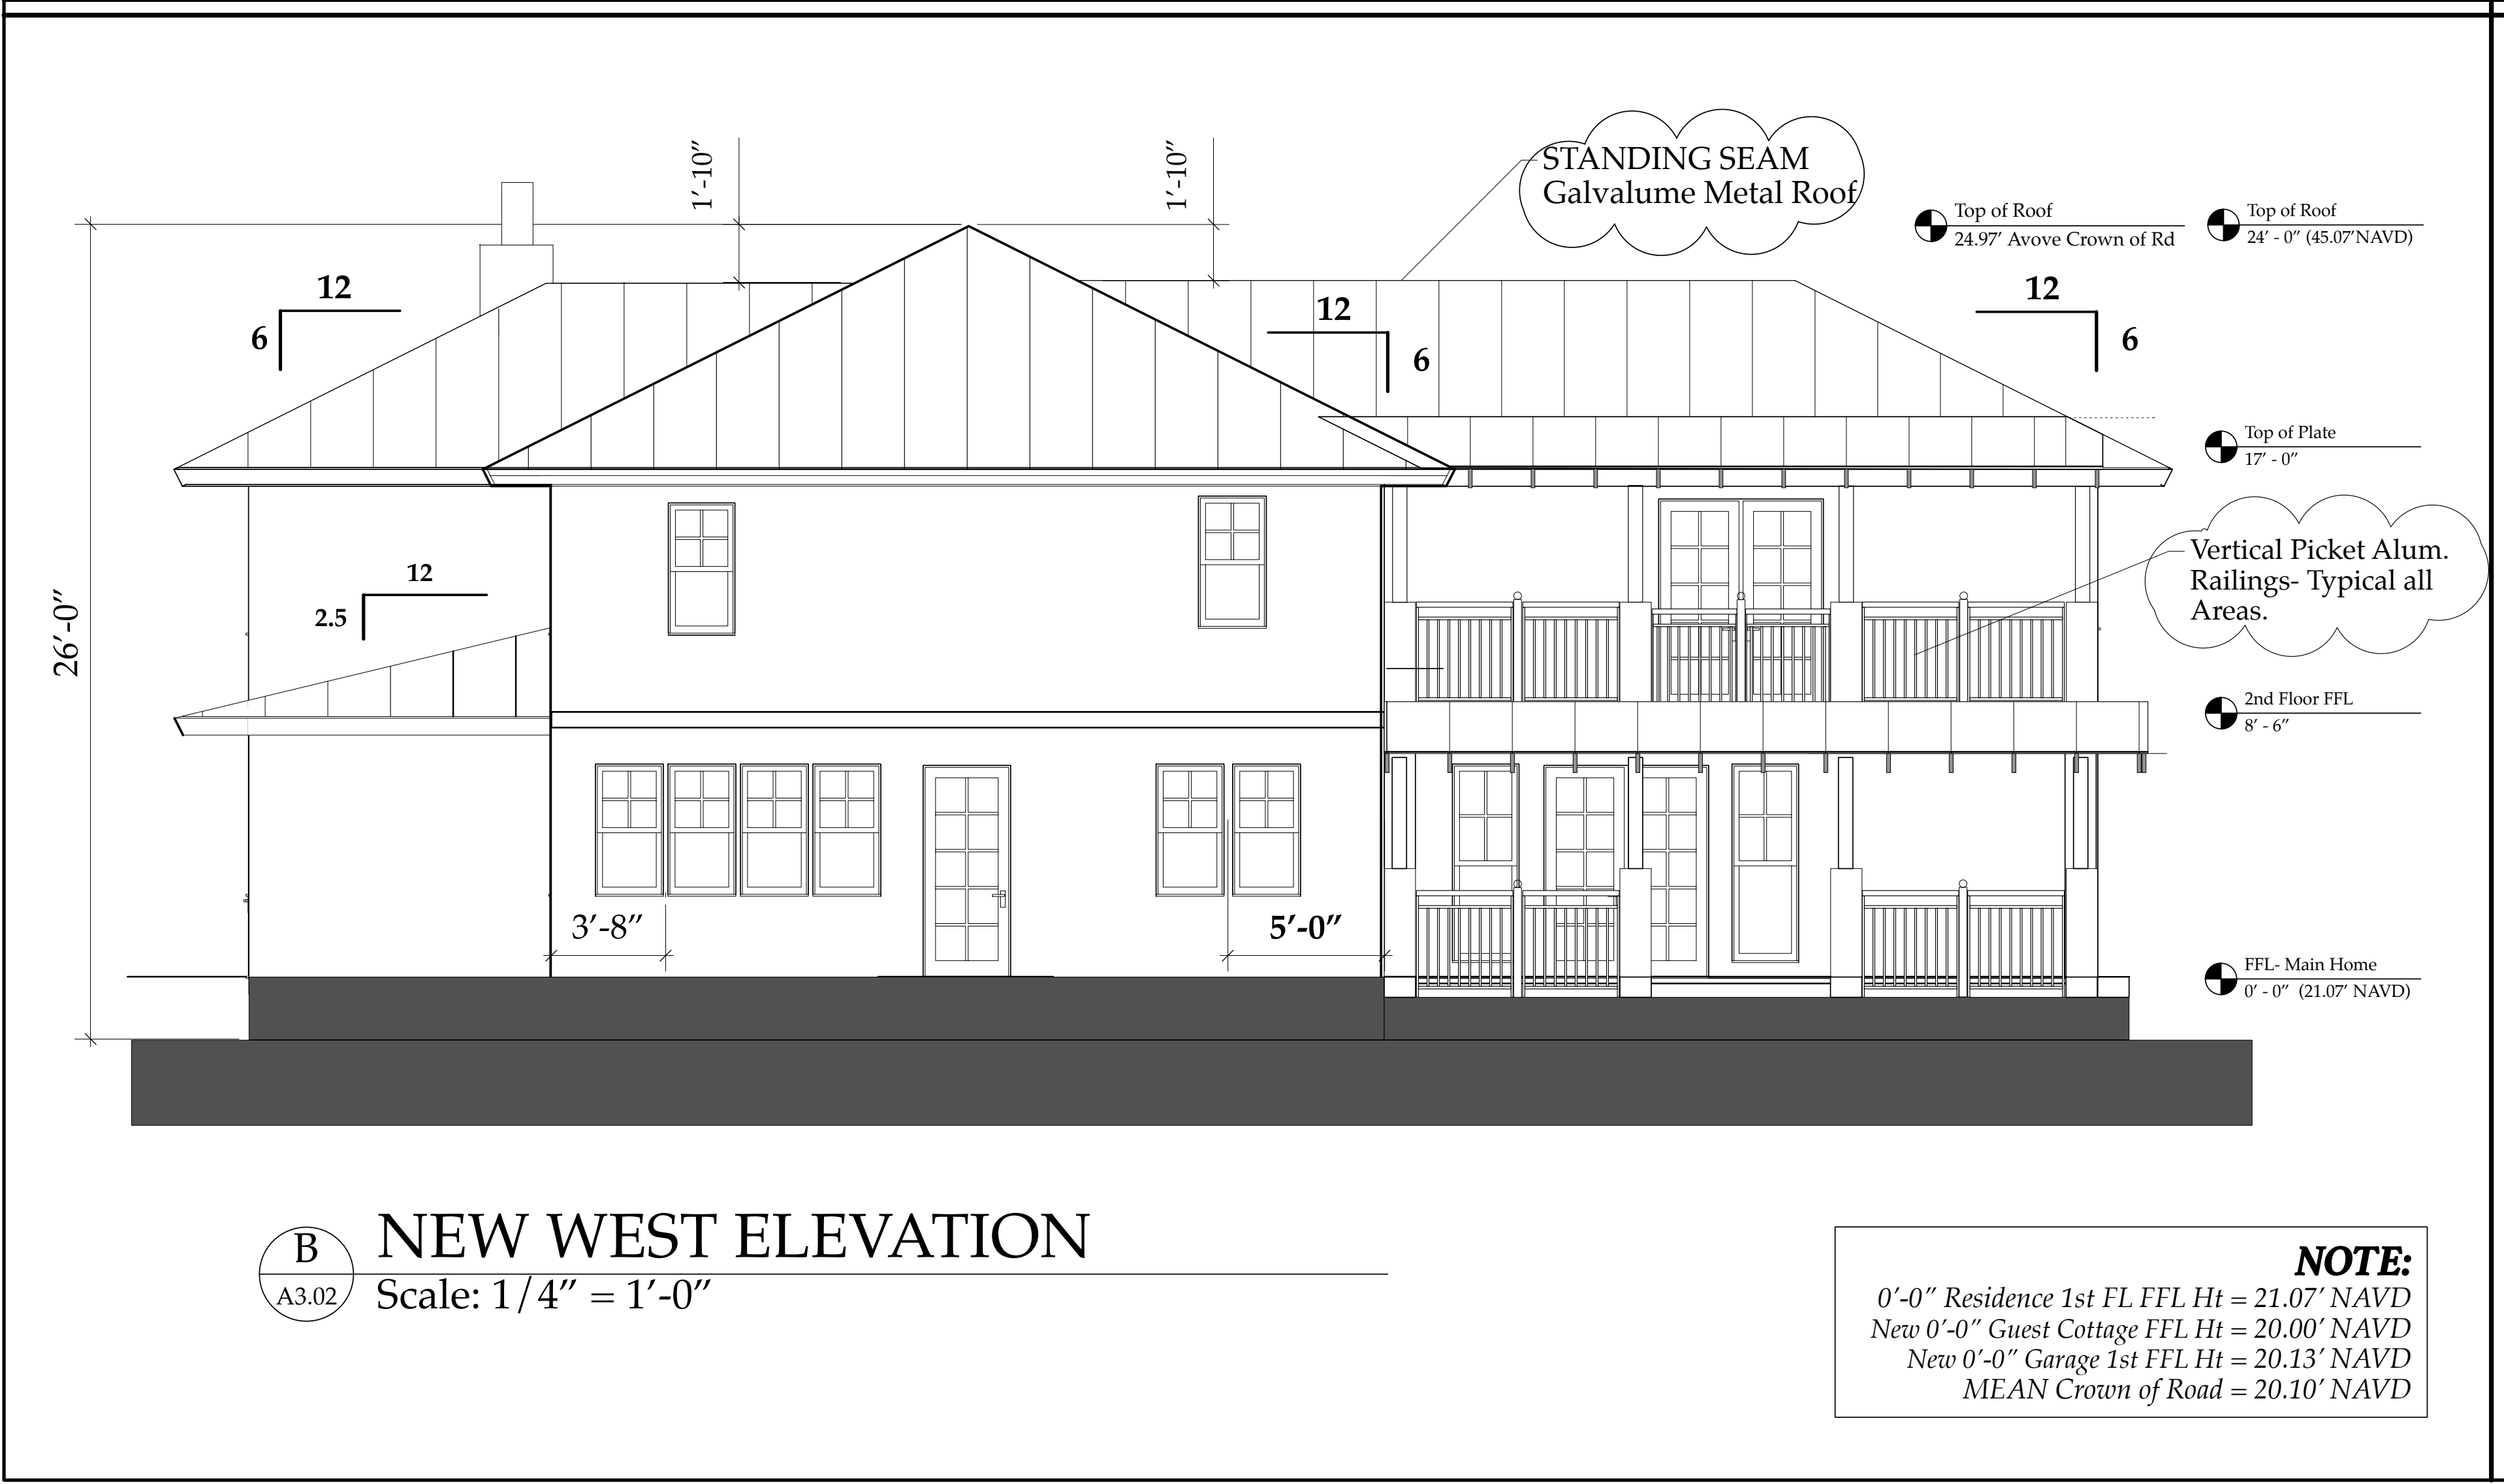 1′-10″
1′-10″
STANDING SEAM
Galvalume Metal Roof
Top of Roof
24.97′ Avove Crown of Rd
Top of Roof
24′ - 0″ (45.07′NAVD)
12
6
12
6
12
6
Top of Plate
17′ - 0″
Vertical Picket Alum.
Railings- Typical all
Areas.
12
2.5
26′-0″
2nd Floor FFL
8′ - 6″
3′-8″
5′-0″
FFL- Main Home
0′ - 0″ (21.07′ NAVD)
B
A3.02
NEW WEST ELEVATION
Scale: 1/4″ = 1′-0″
NOTE:
0′-0″ Residence 1st FL FFL Ht = 21.07′ NAVD
New 0′-0″ Guest Cottage FFL Ht = 20.00′ NAVD
New 0′-0″ Garage 1st FFL Ht = 20.13′ NAVD
MEAN Crown of Road = 20.10′ NAVD